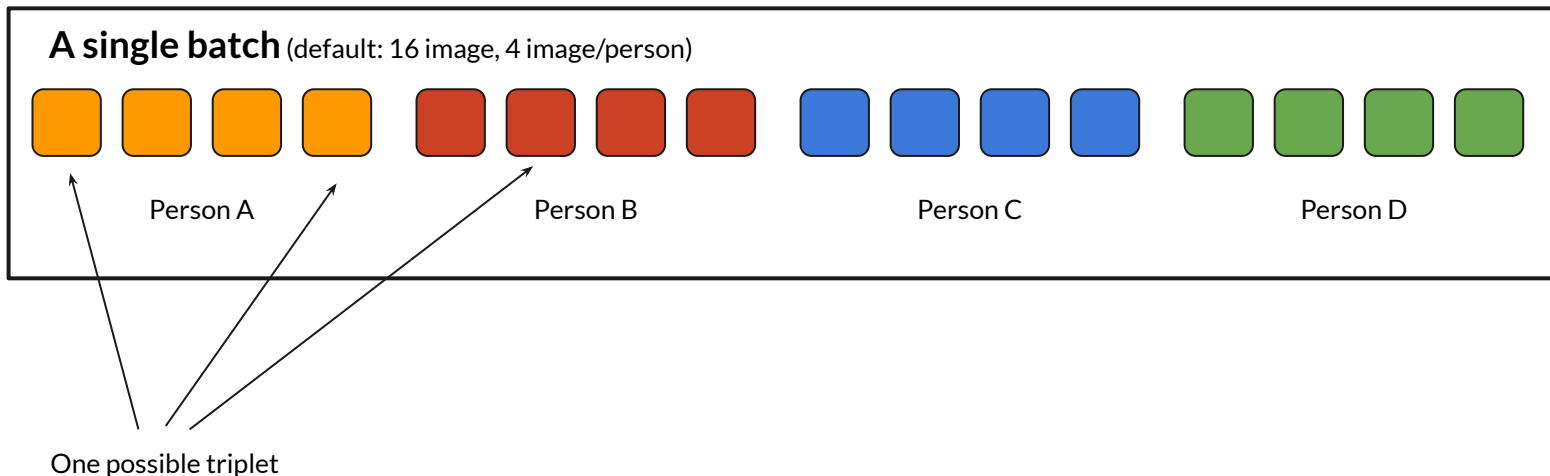 A single batch (default: 16 image, 4 image/person)
Person A Person B Person C Person D
One possible triplet